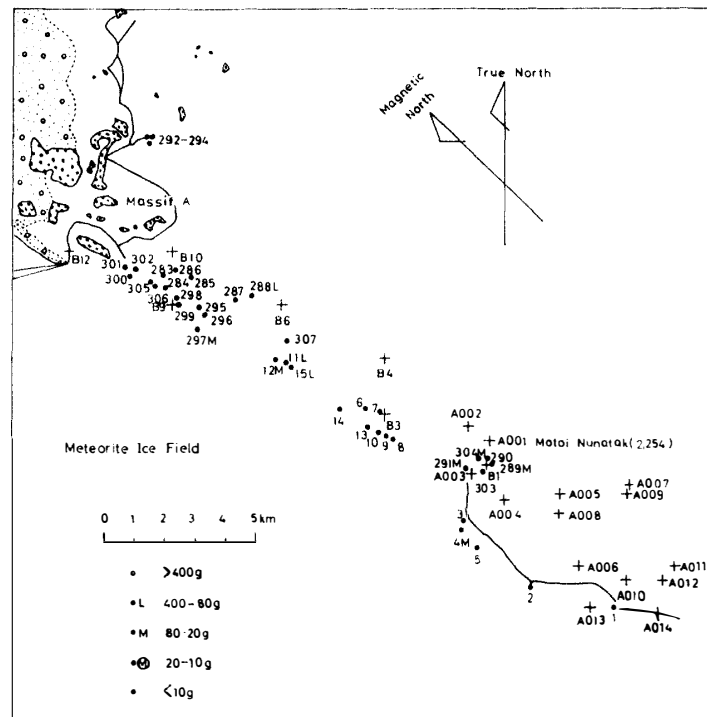 True North
Magnetic North
292-294
Massif A
B12
301
302
B10
283
286
300
305
284
285
288L
306
298
287
B9
295
B6
299
296
297M
307
12M
11L
15L
B4
6
7
14
B3
13
10
9
8
A002
A001 Motoi Nunatak (2,254)
304M
290
291M
289M
A003
B1
303
A007
A005
A009
A004
A008
3
4M
5
A006
A011
A012
2
A010
1
A013
A014
Meteorite Ice Field
0 1 2 3 4 5km
>400g
L 400-80g
M 80-20g
M 20-10g
<10g